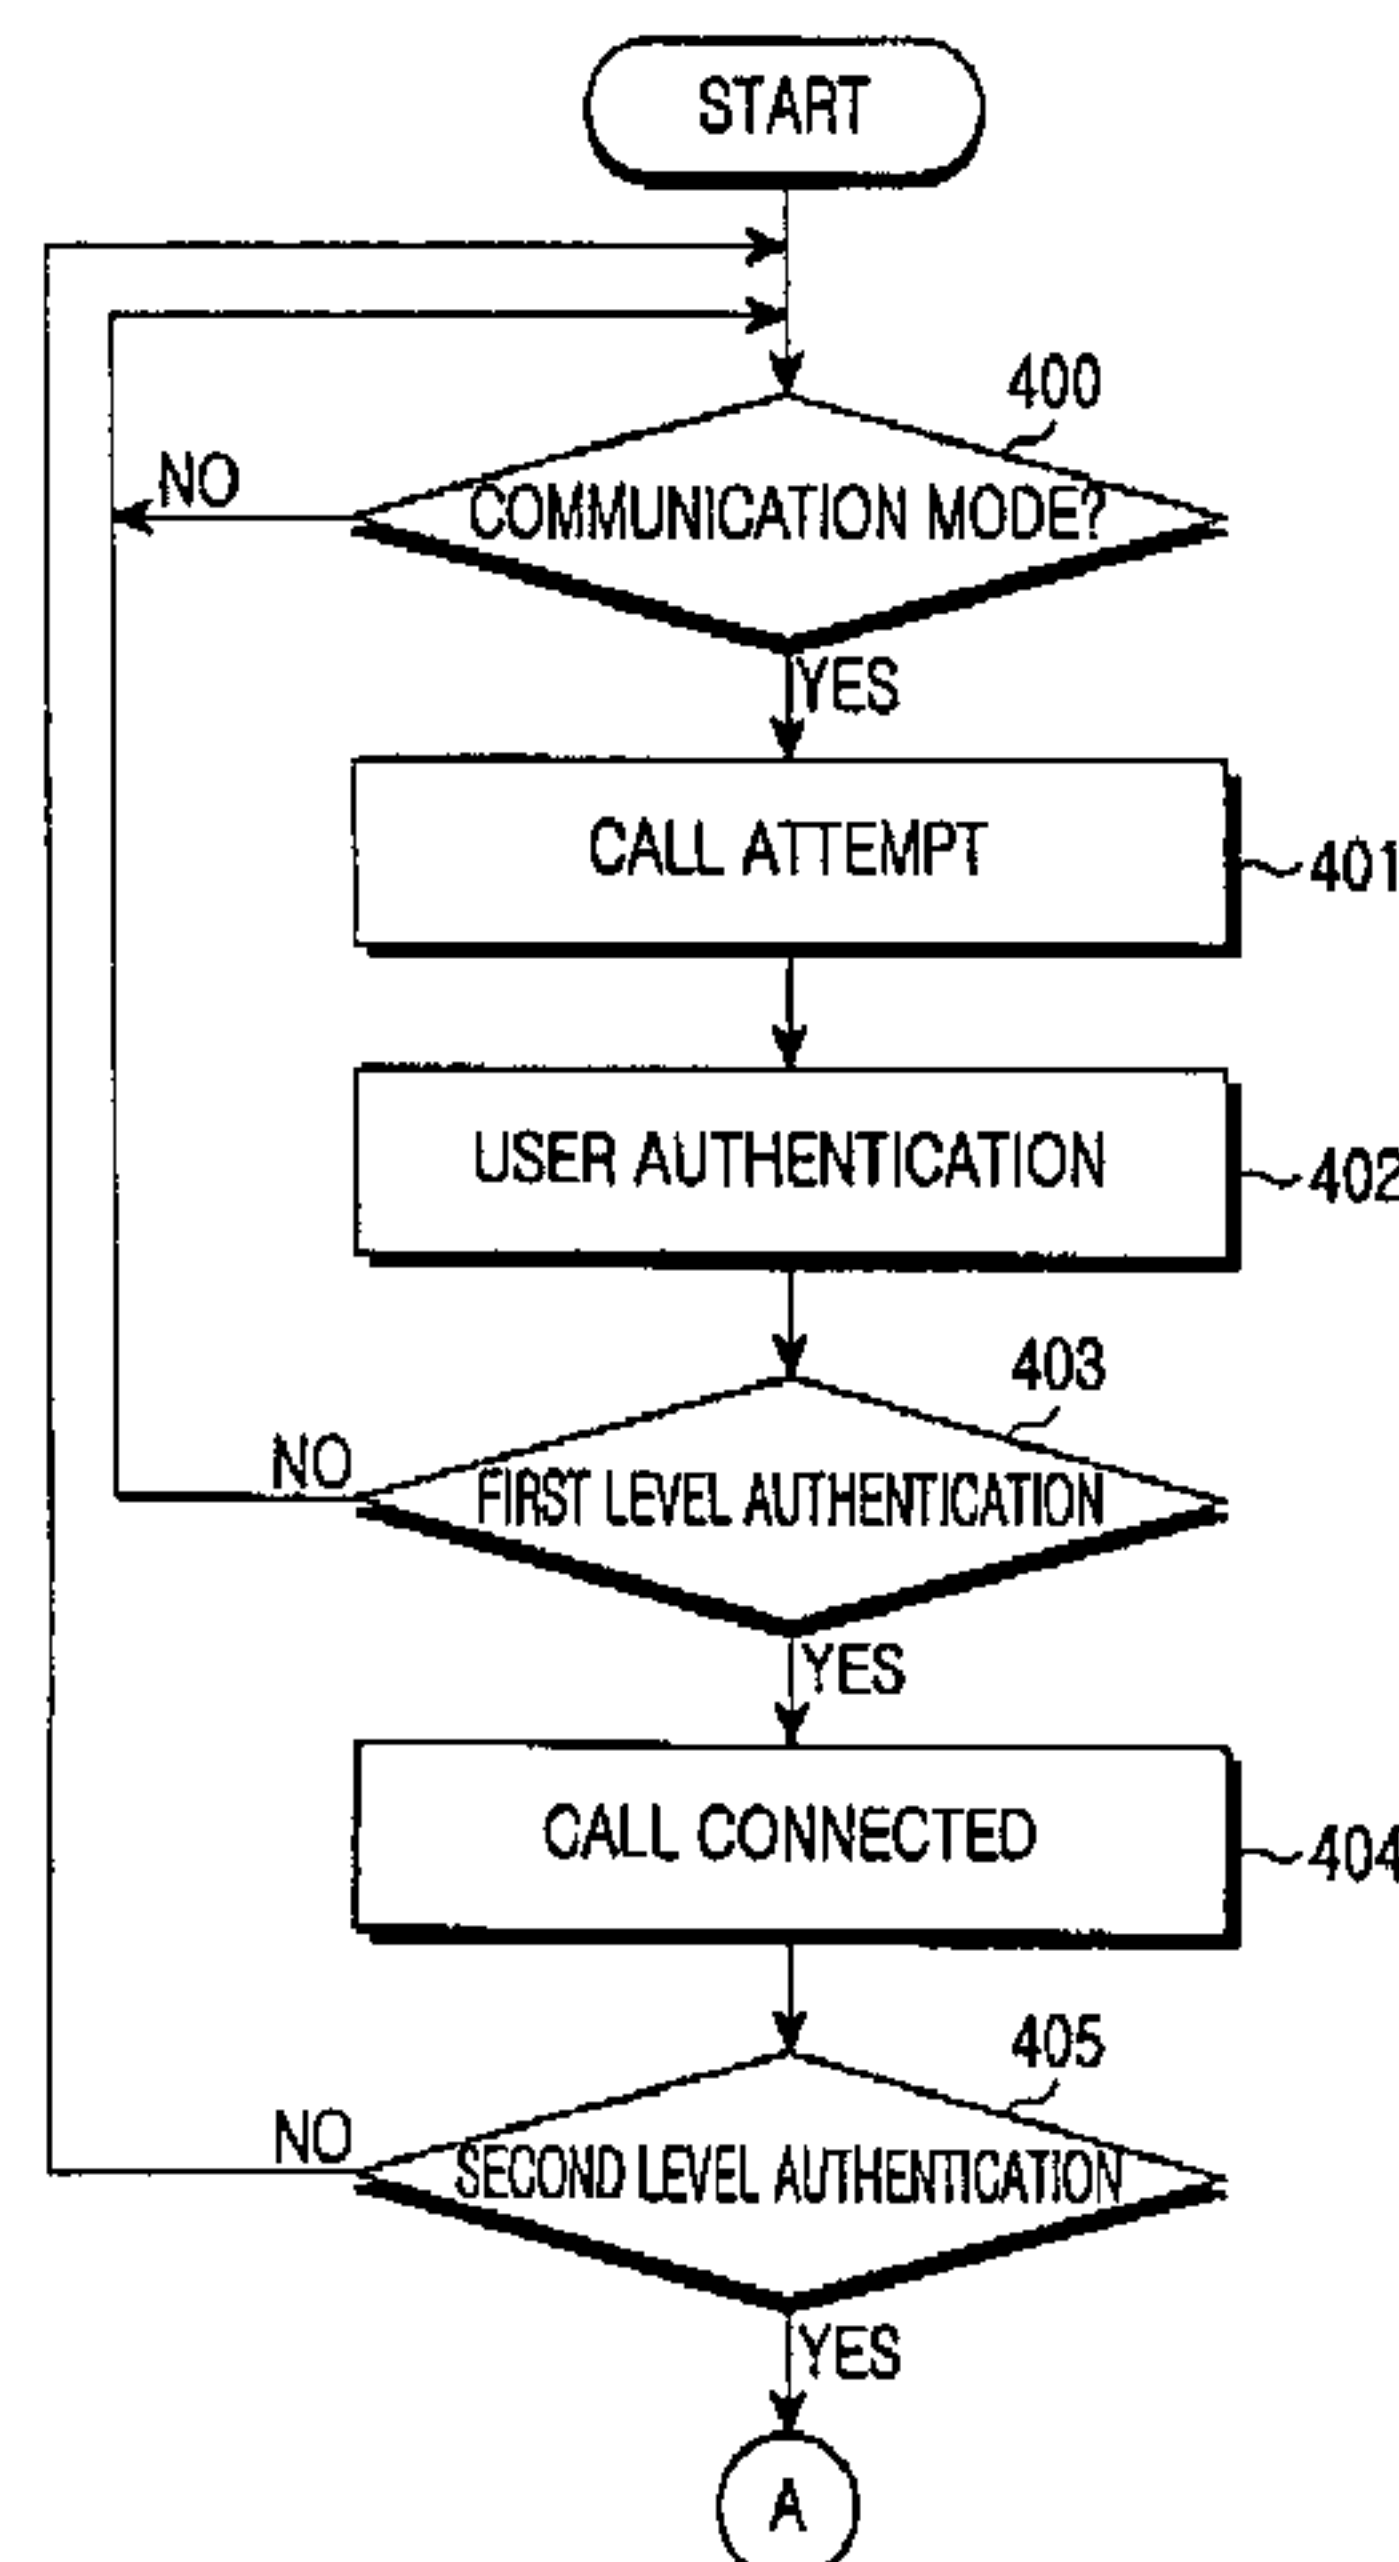 START
400
NO
COMMUNICATION MODE?
YES
CALL ATTEMPT
401
USER AUTHENTICATION
402
403
NO
FIRST LEVEL AUTHENTICATION
YES
CALL CONNECTED
404
405
NO
SECOND LEVEL AUTHENTICATION
YES
A